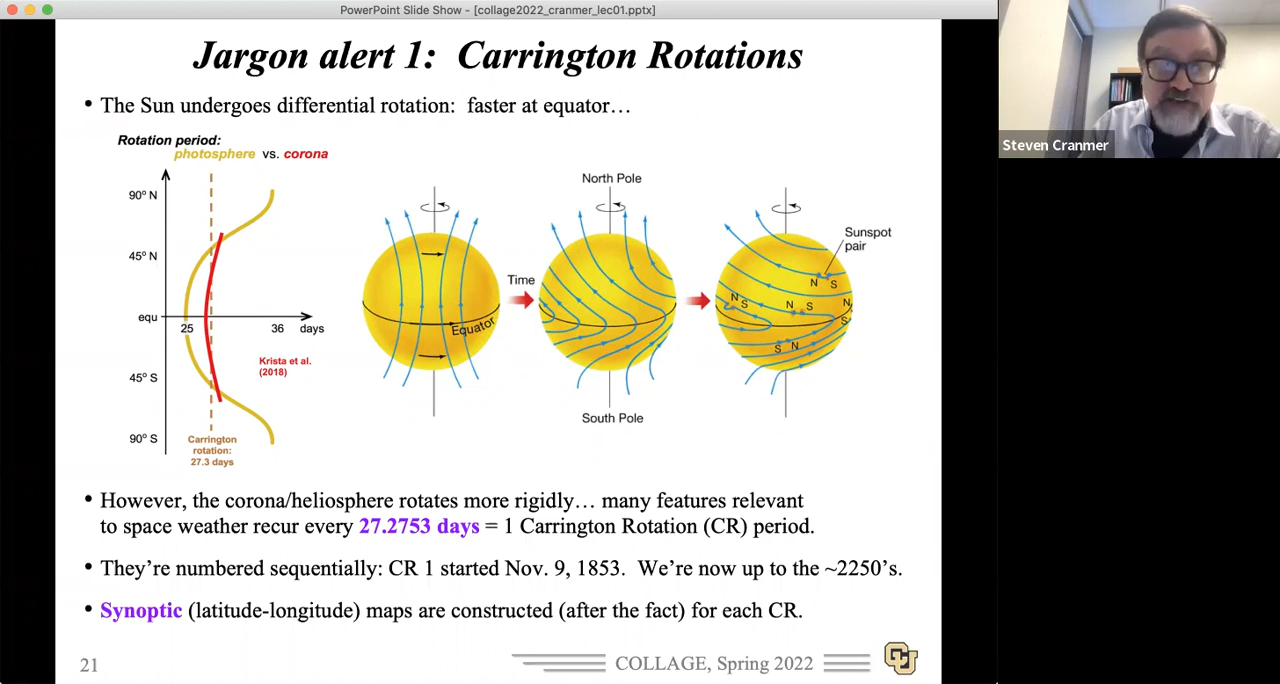 PowerPoint Slide Show - [collage2022_cranmer_lec01.pptx]
Jargon alert 1: Carrington Rotations
• The Sun undergoes differential rotation: faster at equator…
Rotation period:
photosphere vs. corona
90° N
45° N
equ
25
36
days
45° S
90° S
Krista et al.
(2018)
Carrington
rotation:
27.3 days
Equator
Time
North Pole
South Pole
Sunspot
pair
N S
N S
N S
N
S
S N
• However, the corona/heliosphere rotates more rigidly… many features relevant
to space weather recur every 27.2753 days = 1 Carrington Rotation (CR) period.
• They're numbered sequentially: CR 1 started Nov. 9, 1853. We're now up to the ~2250's.
• Synoptic (latitude-longitude) maps are constructed (after the fact) for each CR.
21
COLLAGE, Spring 2022
CU
Steven Cranmer